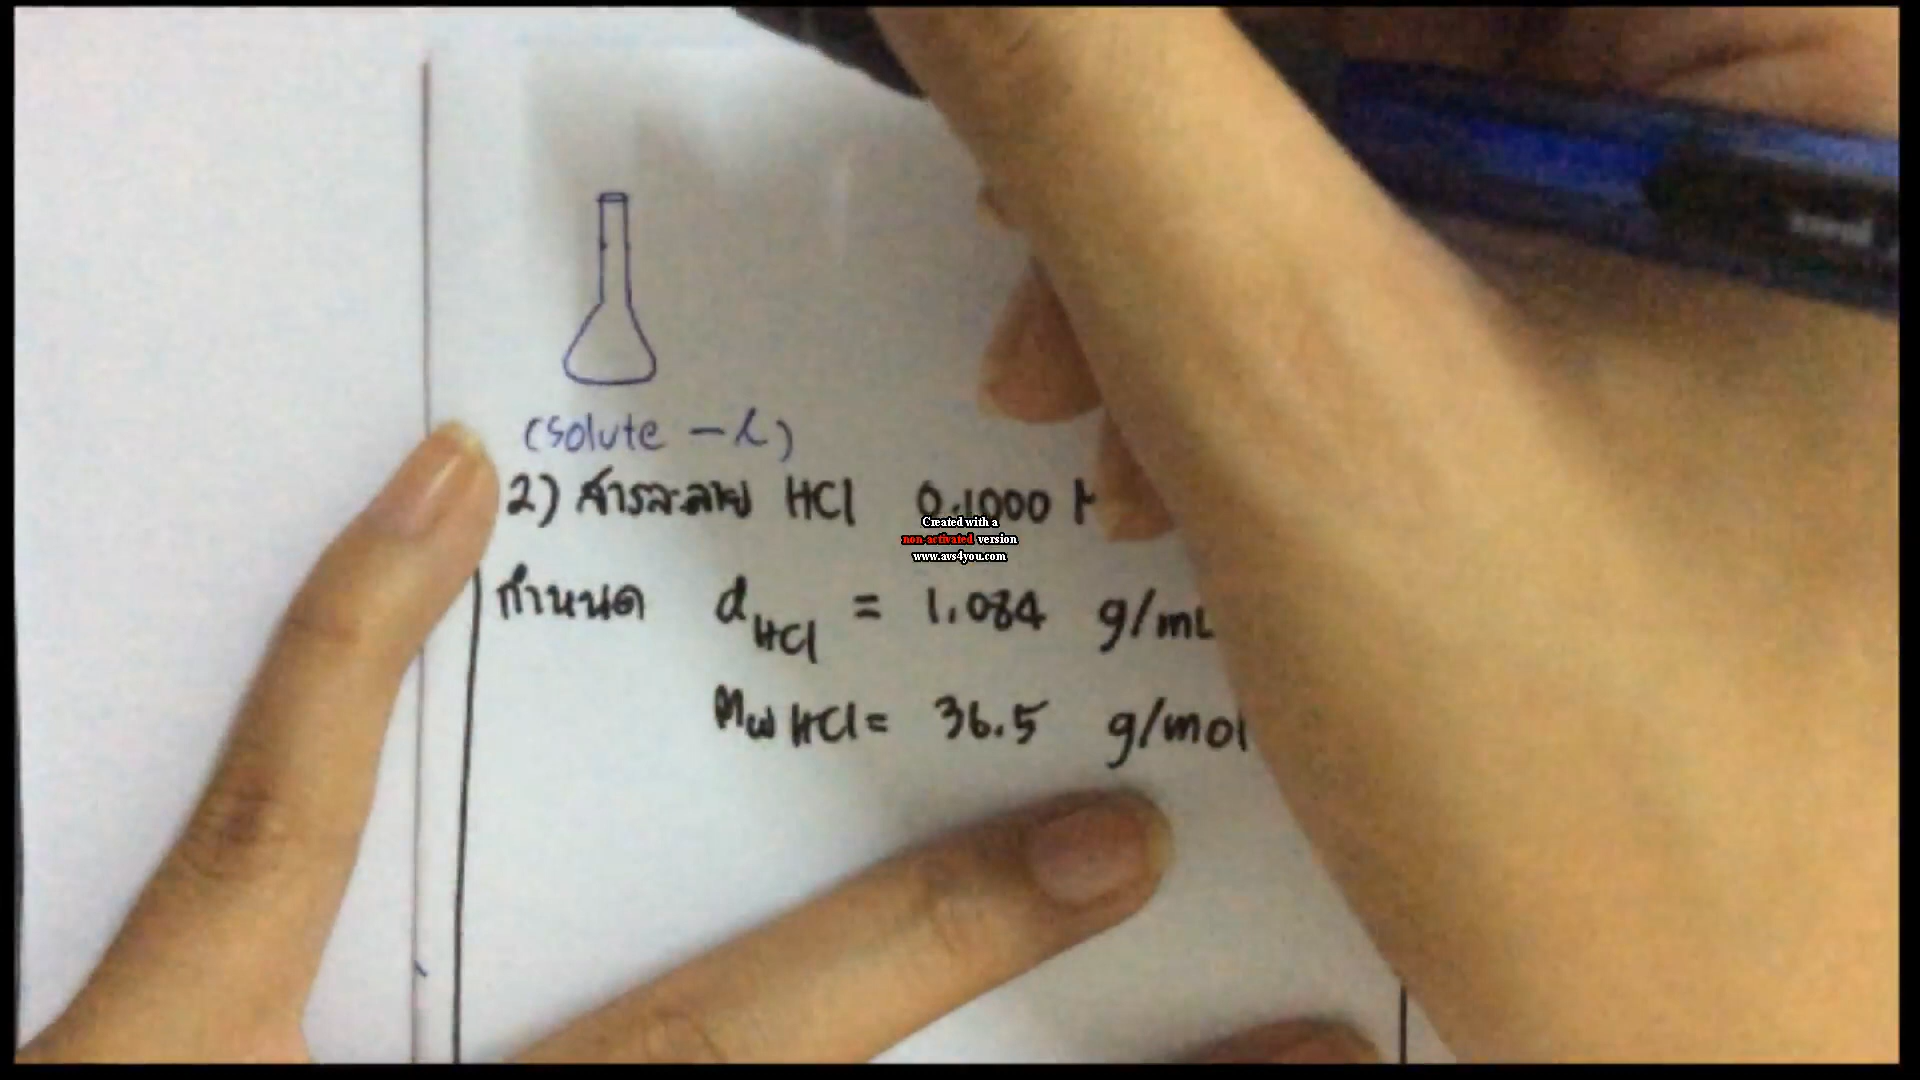 (solute - l)
2) สารละลาย HCl 0.1000
Created with a
non-activated version
www.avs4you.com
กำหนด dHCl = 1.084 g/mL
Mw HCl = 36.5 g/mol